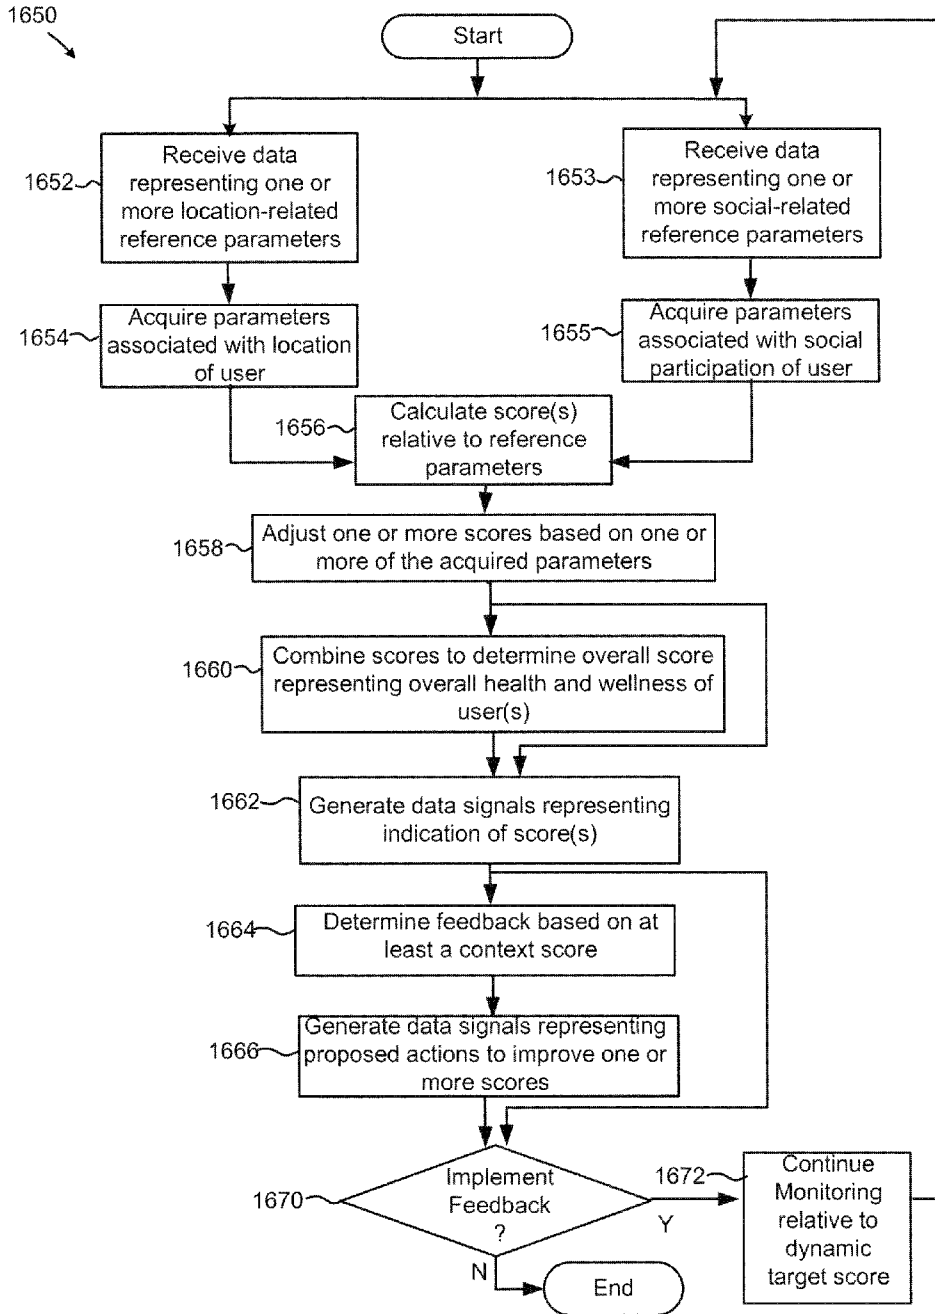 1650
Start
1652
Receive data
representing one or
more location-related
reference parameters
1653
Receive data
representing one or
more social-related
reference parameters
1654
Acquire parameters
associated with location
of user
1655
Acquire parameters
associated with social
participation of user
1656
Calculate score(s)
relative to reference
parameters
1658
Adjust one or more scores based on one or
more of the acquired parameters
1660
Combine scores to determine overall score
representing overall health and wellness of
user(s)
1662
Generate data signals representing
indication of score(s)
1664
Determine feedback based on at
least a context score
1666
Generate data signals representing
proposed actions to improve one or
more scores
1670
Implement
Feedback
?
Y
N
1672
Continue
Monitoring
relative to
dynamic
target score
End